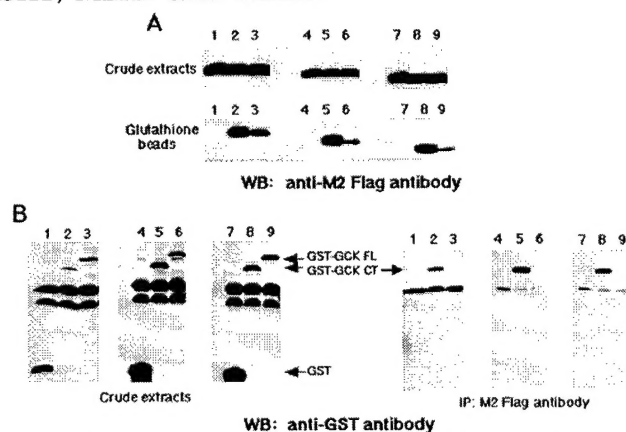 A
1 2 3 4 5 6 7 8 9
Crude extracts
1 2 3 4 5 6 7 8 9
Glutathione
beads
WB: anti-M2 Flag antibody
B
1 2 3 4 5 6 7 8 9 1 2 3 4 5 6 7 8 9
GST-GCK FL
GST-GCK CT
GST
Crude extracts
IP: M2 Flag antibody
WB: anti-GST antibody